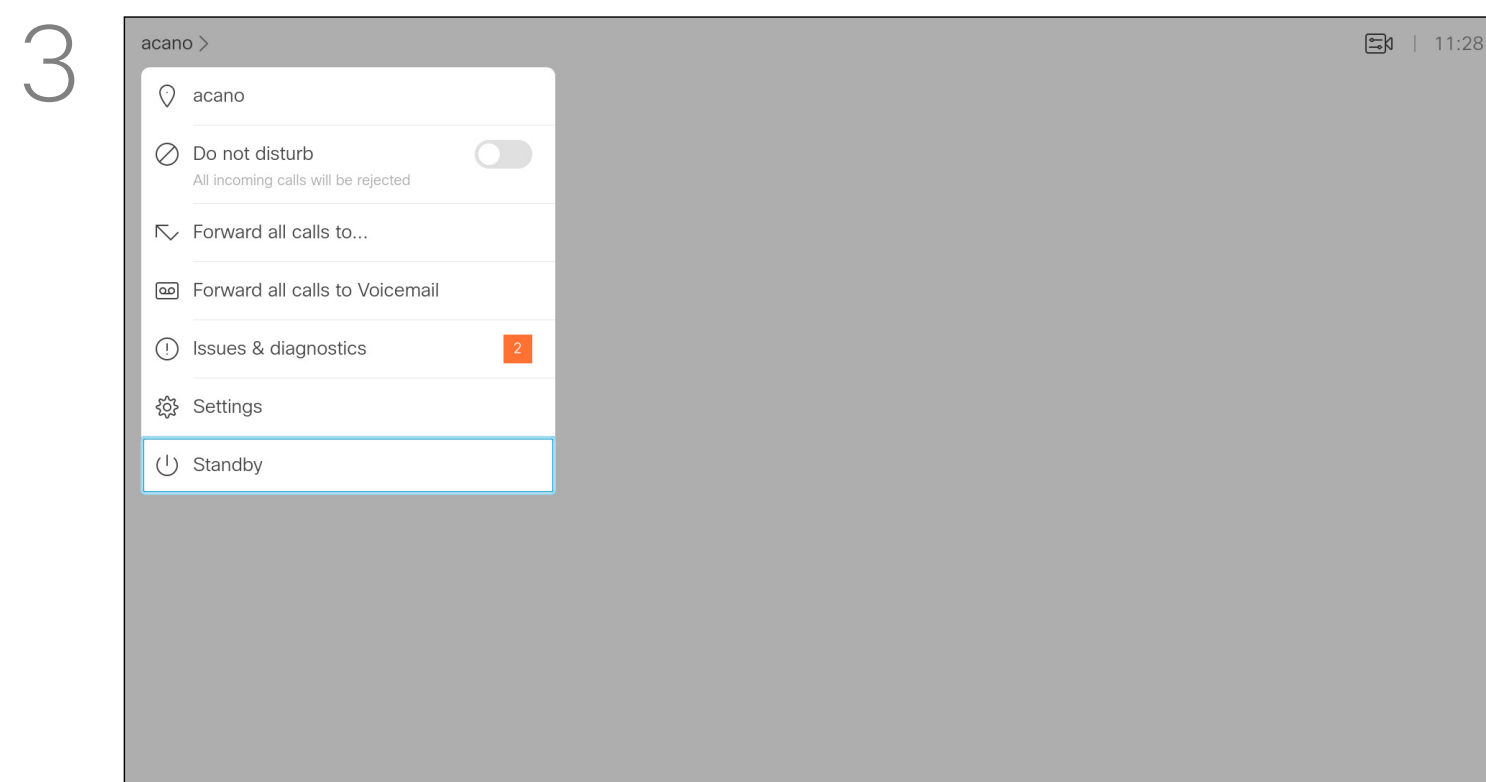 3
acano >
11:28
acano
Do not disturb
All incoming calls will be rejected
Forward all calls to...
Forward all calls to Voicemail
Issues & diagnostics 2
Settings
Standby